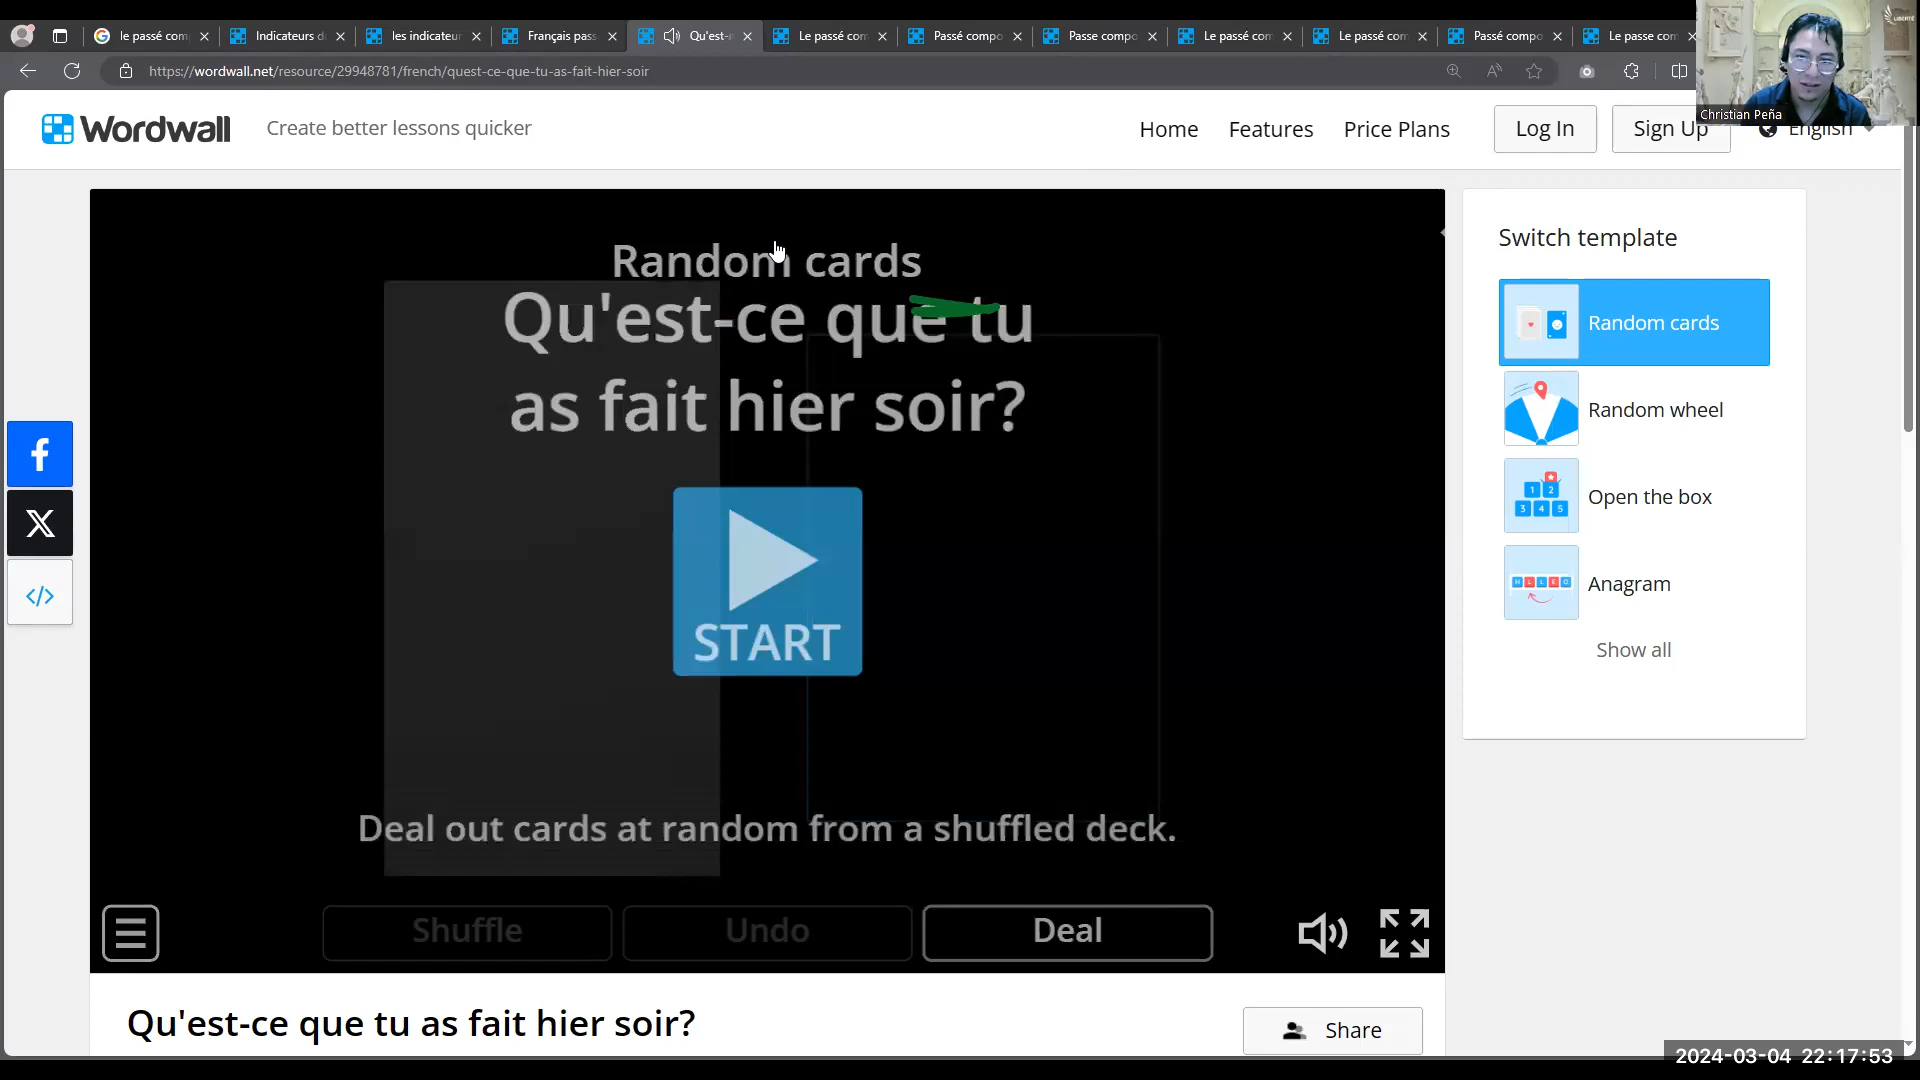 le passé com
Indicateurs d
les indicateur
Français pass
Qu'est-
Le passé com
Passé compo
Passe compo
Le passé com
Le passé com
Passé compo
Le passe com
https://wordwall.net/resource/29948781/french/quest-ce-que-tu-as-fait-hier-soir
Christian Peña
Wordwall
Create better lessons quicker
Home
Features
Price Plans
Log In
Sign Up
English
Random cards
Qu'est-ce que tu
as fait hier soir?
START
Deal out cards at random from a shuffled deck.
Shuffle
Undo
Deal
Switch template
Random cards
Random wheel
Open the box
Anagram
Show all
Qu'est-ce que tu as fait hier soir?
Share
2024-03-04 22:17:53